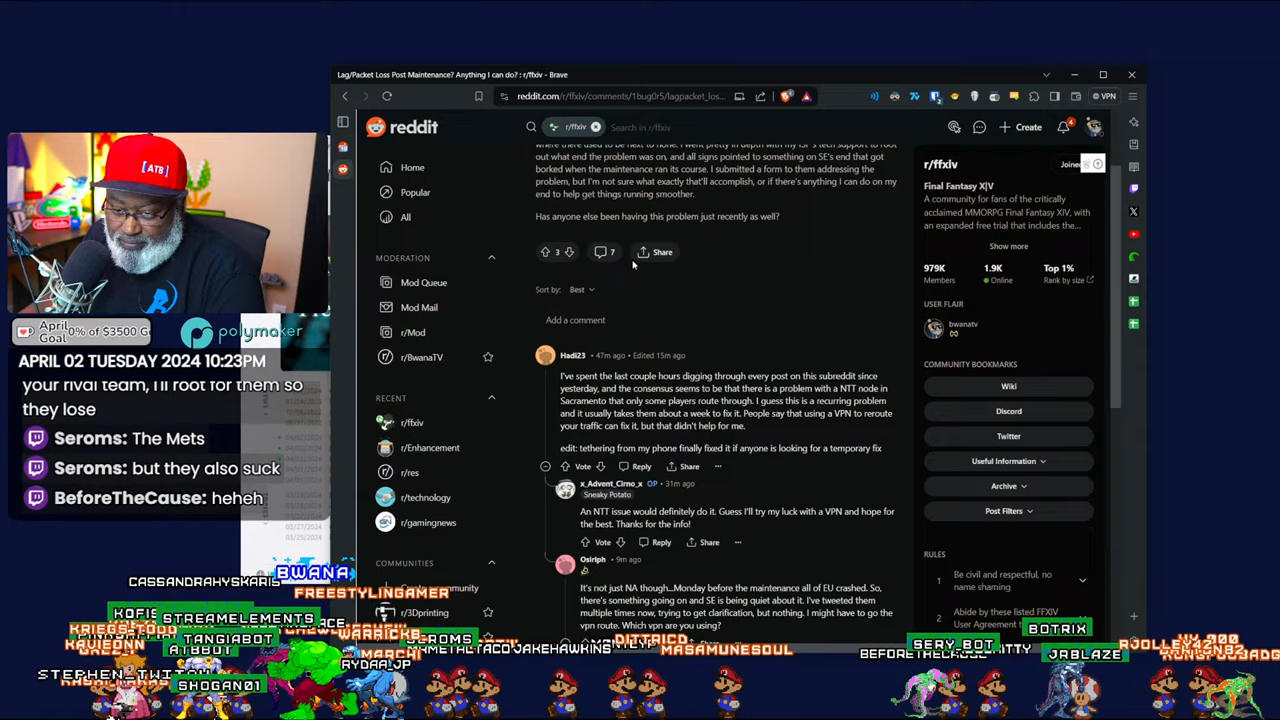 Lag/Packet Loss Post Maintenance? Anything I can do? : r/ffxiv - Brave
reddit.com/r/ffxiv/comments/1bug0r5/lagpacket_los...
VPN
reddit
r/ffxiv
Search in r/ffxiv
Create
4
Home
Popular
All
MODERATION
Mod Queue
Mod Mail
r/Mod
r/BwanaTV
RECENT
r/ffxiv
r/Enhancement
r/res
r/technology
r/gamingnews
COMMUNITIES
r/3Dprinting
where there used to be next to none. I went pretty in depth with my ISP's tech support to root
out what end the problem was on, and all signs pointed to something on SE's end that got
borked when the maintenance ran its course. I submitted a form to them addressing the
problem, but I'm not sure what exactly that'll accomplish, or if there's anything I can do on my
end to help get things running smoother.
Has anyone else been having this problem just recently as well?
3
7
Share
Sort by: Best
Add a comment
Hadi23 • 47m ago • Edited 15m ago
I've spent the last couple hours digging through every post on this subreddit since
yesterday, and the consensus seems to be that there is a problem with a NTT node in
Sacramento that only some players route through. I guess this is a recurring problem
and it usually takes them about a week to fix it. People say that using a VPN to reroute
your traffic can fix it, but that didn't help for me.
edit: tethering from my phone finally fixed it if anyone is looking for a temporary fix
Vote Reply Share ...
x_Advent_Cirno_x OP • 31m ago
Sneaky Potato
An NTT issue would definitely do it. Guess I'll try my luck with a VPN and hope for
the best. Thanks for the info!
Vote Reply Share ...
Osiriph • 9m ago
It's not just NA though...Monday before the maintenance all of EU crashed. So,
there's something going on and SE is being quiet about it. I've tweeted them
multiple times now, trying to get clarification, but nothing. I might have to go the
vpn route. Which vpn are you using?
r/ffxiv
Joined
Final Fantasy X|V
A community for fans of the critically
acclaimed MMORPG Final Fantasy XIV, with
an expanded free trial that includes the...
Show more
979K
Members
1.9K
Online
Top 1%
Rank by size
USER FLAIR
bwanatv
COMMUNITY BOOKMARKS
Wiki
Discord
Twitter
Useful Information
Archive
Post Filters
RULES
1 Be civil and respectful, no
name shaming
2 Abide by these listed FFXIV
[ATB]
April
Goal
0% of $3500
polymaker
APRIL 02 TUESDAY 2024 10:23PM
your rival team, I'll root for them so
they lose
Seroms: The Mets
Seroms: but they also suck
BeforeTheCause: heheh
CASSANDRAHYSKARIS
BWANA
FREESTYLINGAMER
STREAMELEMENTS
TANGIABOT
ATBBOT
SHOGAN01
RYDAA_JP
JAKEHAWKINS
MASAMUNESOUL
SERY_BOT
BOTRIX
JRBLAZE